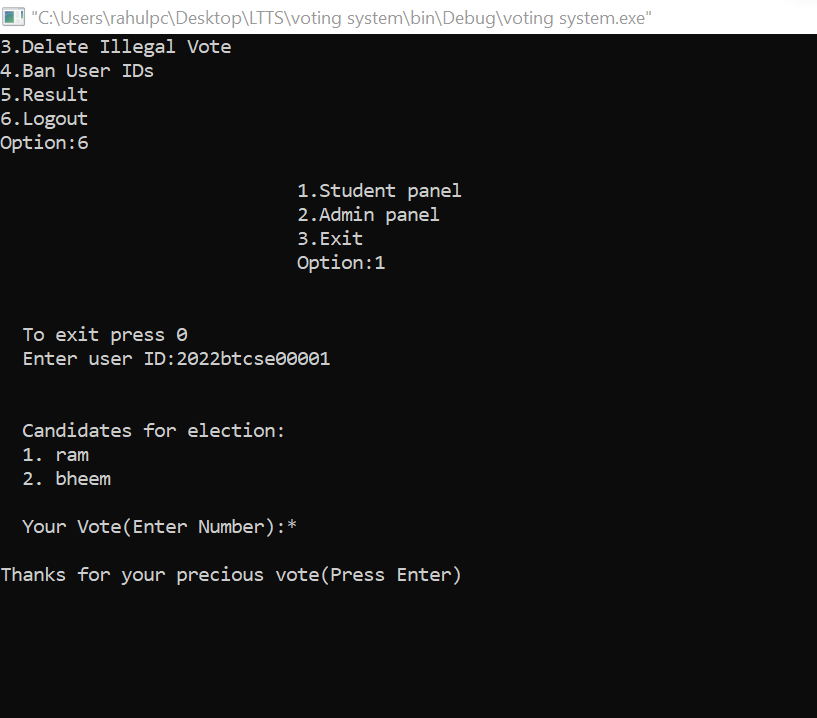 "C:\Users\rahulpc\Desktop\LTTS\voting system\bin\Debug\voting system.exe"
3.Delete Illegal Vote
4.Ban User IDs
5.Result
6.Logout
Option:6
1.Student panel
2.Admin panel
3.Exit
Option:1
To exit press 0
Enter user ID:2022btcse00001
Candidates for election:
1. ram
2. bheem
Your Vote(Enter Number):*
Thanks for your precious vote(Press Enter)